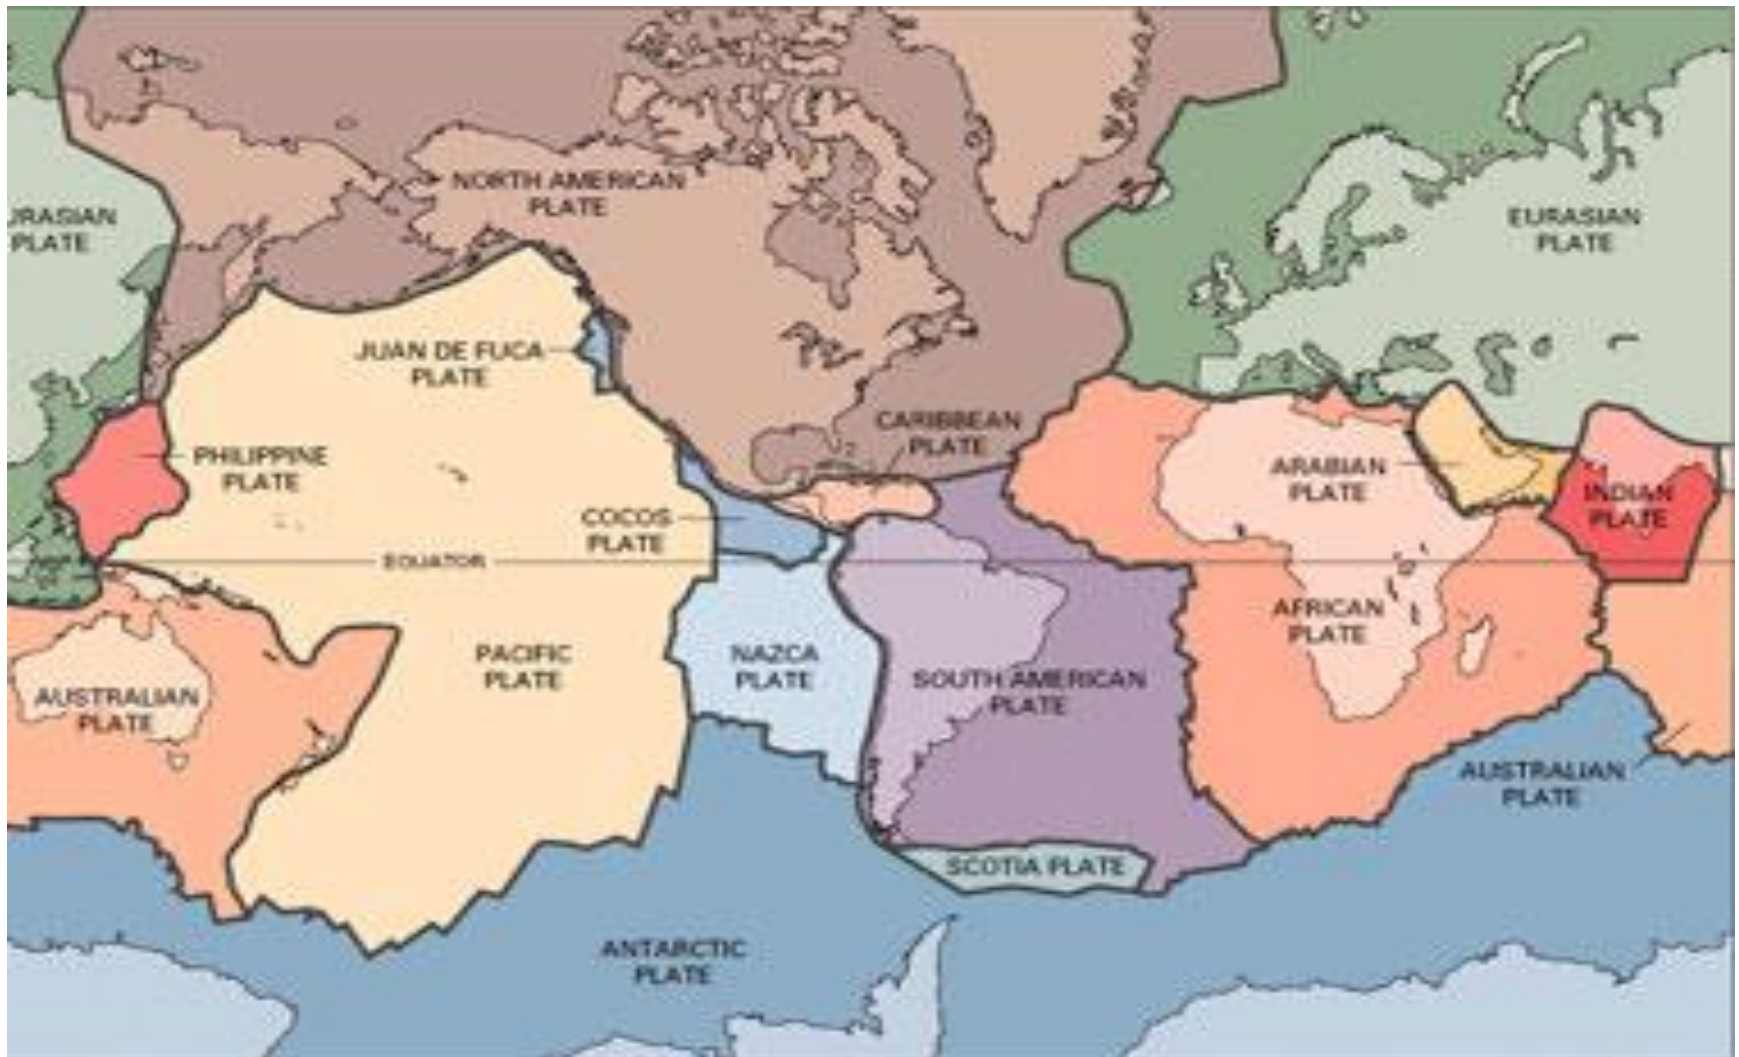 NORTH AMERICAN
PLATE
URASIAN
PLATE
EURASIAN
PLATE
JUAN DE FUCA
PLATE
CARIBBEAN
PLATE
PHILIPPINE
PLATE
ARABIAN
PLATE
INDIAN
PLATE
COCOS
PLATE
EQUATOR
AFRICAN
PLATE
PACIFIC
PLATE
NAZCA
PLATE
SOUTH AMERICAN
PLATE
AUSTRALIAN
PLATE
AUSTRALIAN
PLATE
SCOTIA PLATE
ANTARCTIC
PLATE